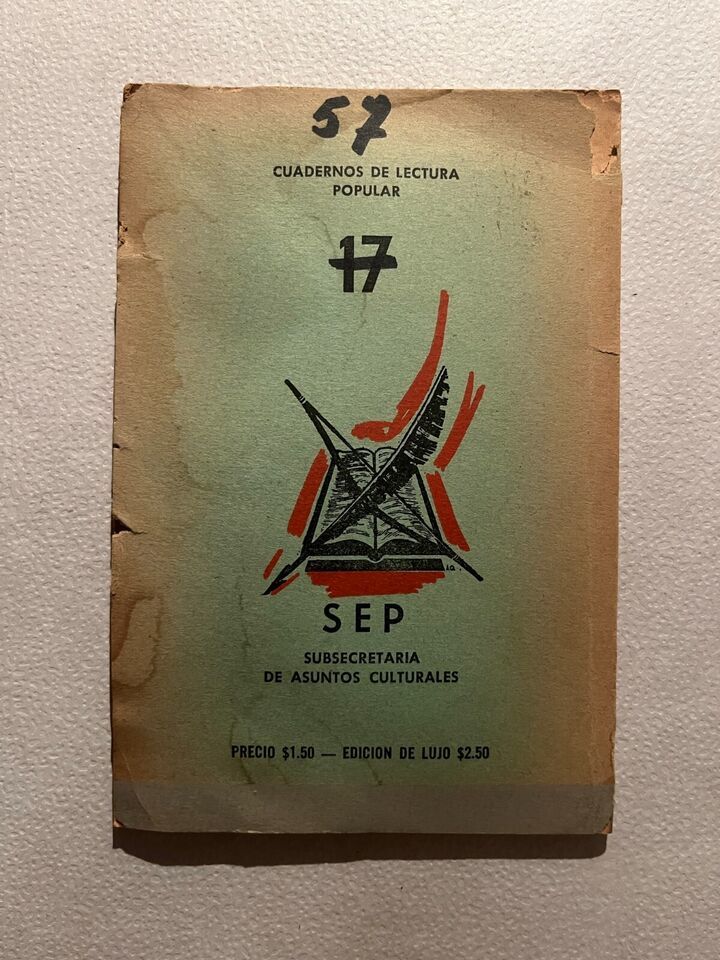 57
CUADERNOS DE LECTURA
POPULAR
17
SEP
SUBSECRETARIA
DE ASUNTOS CULTURALES
PRECIO $1.50 — EDICION DE LUJO $2.50